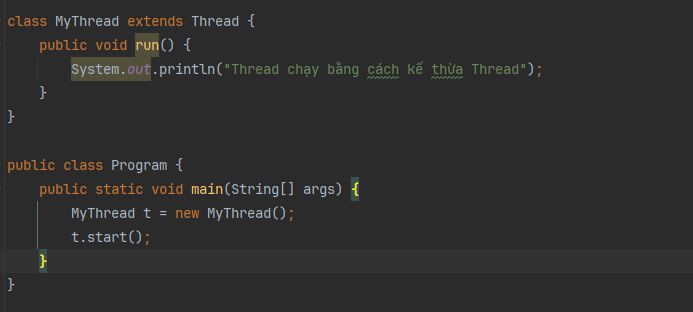 class MyThread extends Thread {
    public void run() {
        System.out.println("Thread chạy bằng cách kế thừa Thread");
    }
}
public class Program {
    public static void main(String[] args) {
        MyThread t = new MyThread();
        t.start();
    }
}